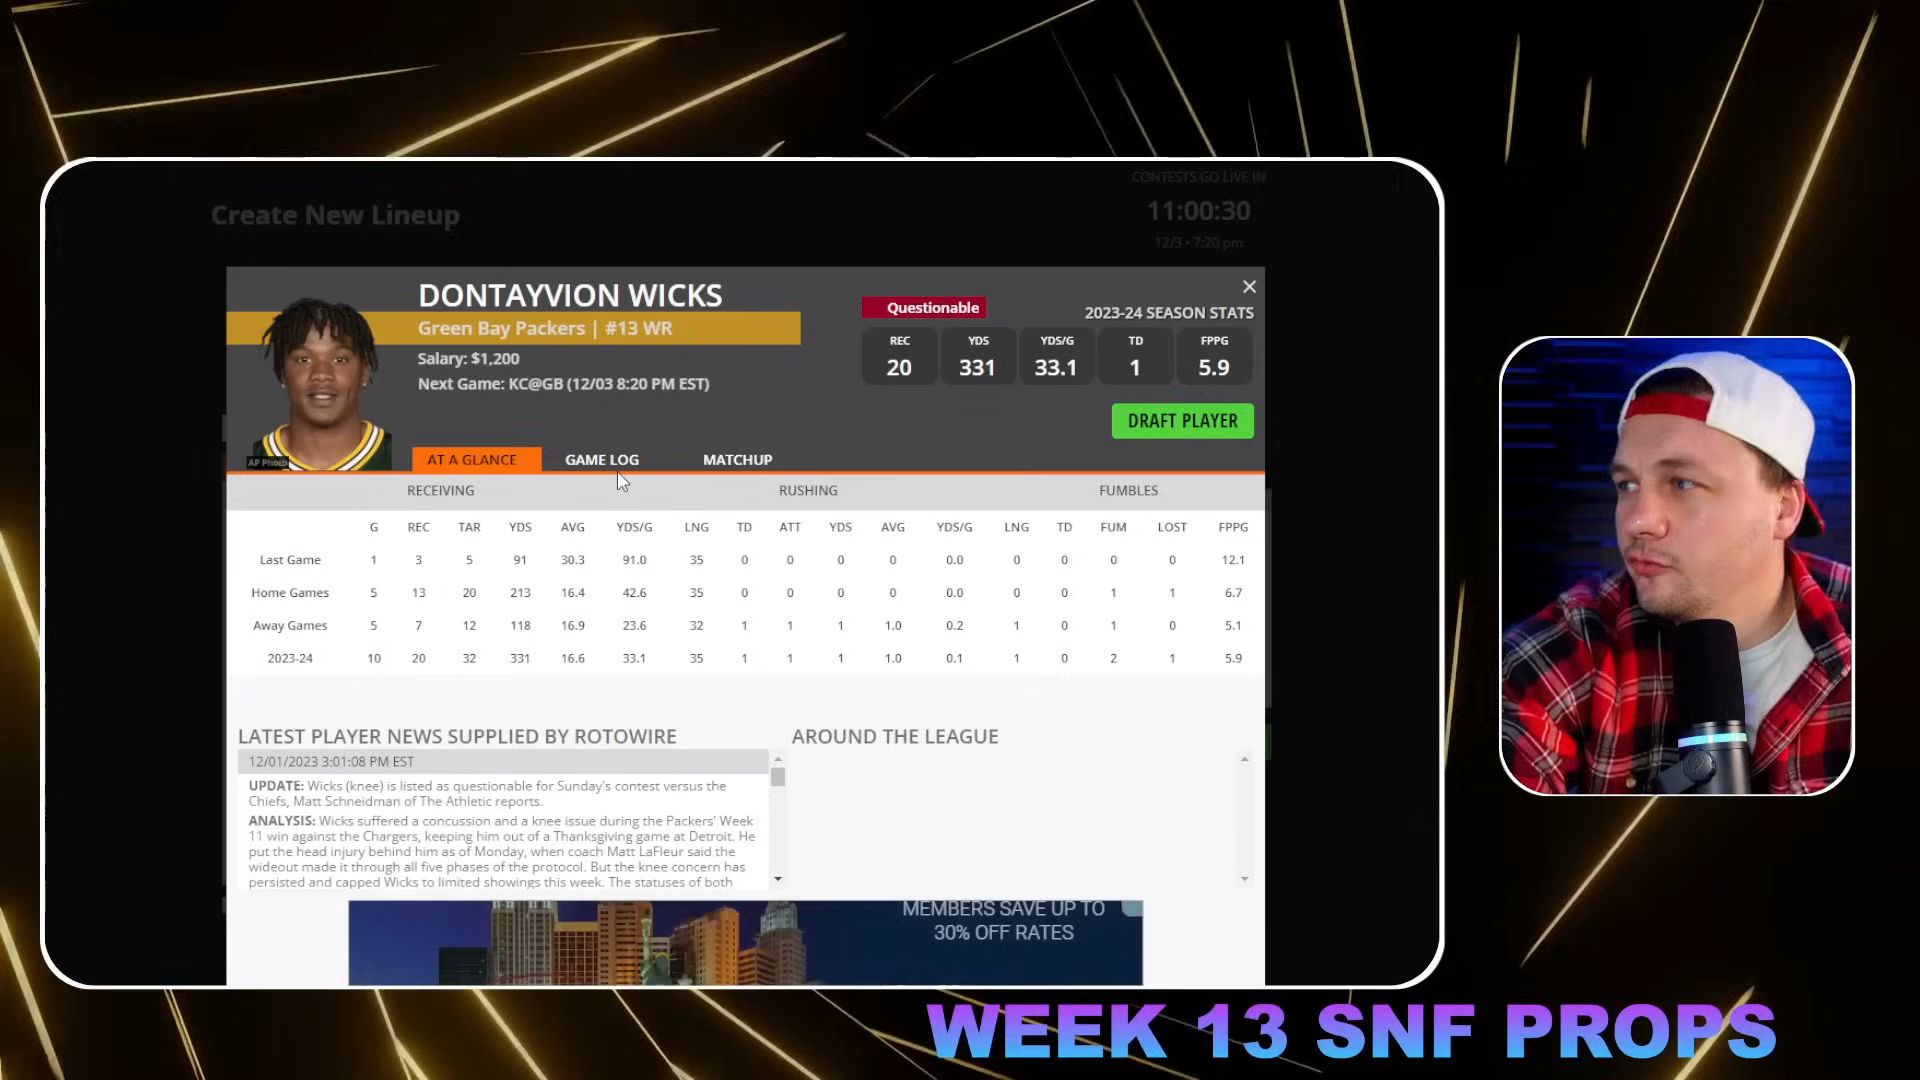 CONTESTS GO LIVE IN
Create New Lineup
11:00:30
12/3 • 7:20 pm
DONTAYVION WICKS
Green Bay Packers | #13 WR
Salary: $1,200
Next Game: KC@GB (12/03 8:20 PM EST)
Questionable
2023-24 SEASON STATS
REC YDS YDS/G TD FPPG
20 331 33.1 1 5.9
DRAFT PLAYER
AP Photo
AT A GLANCE GAME LOG MATCHUP
RECEIVING RUSHING FUMBLES
G REC TAR YDS AVG YDS/G LNG TD ATT YDS AVG YDS/G LNG TD FUM LOST FPPG
Last Game 1 3 5 91 30.3 91.0 35 0 0 0 0 0.0 0 0 0 0 12.1
Home Games 5 13 20 213 16.4 42.6 35 0 0 0 0 0.0 0 0 1 1 6.7
Away Games 5 7 12 118 16.9 23.6 32 1 1 1 1.0 0.2 1 0 1 0 5.1
2023-24 10 20 32 331 16.6 33.1 35 1 1 1 1.0 0.1 1 0 2 1 5.9
LATEST PLAYER NEWS SUPPLIED BY ROTOWIRE
AROUND THE LEAGUE
12/01/2023 3:01:08 PM EST
UPDATE: Wicks (knee) is listed as questionable for Sunday's contest versus the
Chiefs, Matt Schneidman of The Athletic reports.
ANALYSIS: Wicks suffered a concussion and a knee issue during the Packers' Week
11 win against the Chargers, keeping him out of a Thanksgiving game at Detroit. He
put the head injury behind him as of Monday, when coach Matt LaFleur said the
wideout made it through all five phases of the protocol. But the knee concern has
persisted and capped Wicks to limited showings this week. The statuses of both
MEMBERS SAVE UP TO
30% OFF RATES
WEEK 13 SNF PROPS